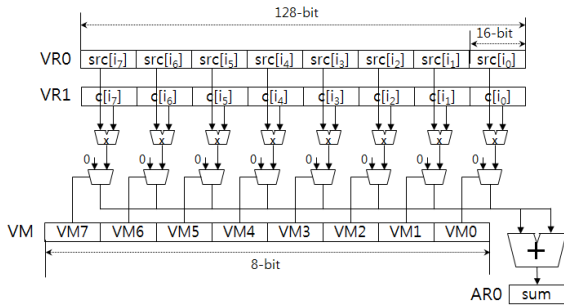 128-bit
16-bit
VR0 src[i7] src[i6] src[i5] src[i4] src[i3] src[i2] src[i1] src[i0]
VR1 c[i7] c[i6] c[i5] c[i4] c[i3] c[i2] c[i1] c[i0]
x x x x x x x x
0 0 0 0 0 0 0 0
VM VM7 VM6 VM5 VM4 VM3 VM2 VM1 VM0
+
8-bit
AR0 sum